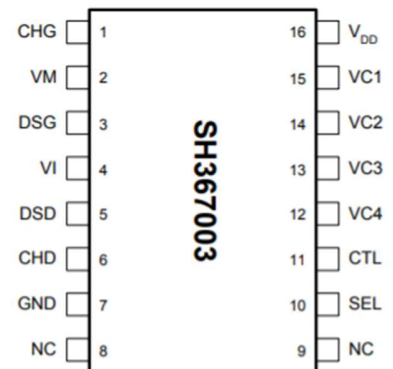 CHG 1 16 VDD
VM 2 15 VC1
DSG 3 14 VC2
VI 4 13 VC3
DSD 5 12 VC4
CHD 6 11 CTL
GND 7 10 SEL
NC 8 9 NC
SH367003